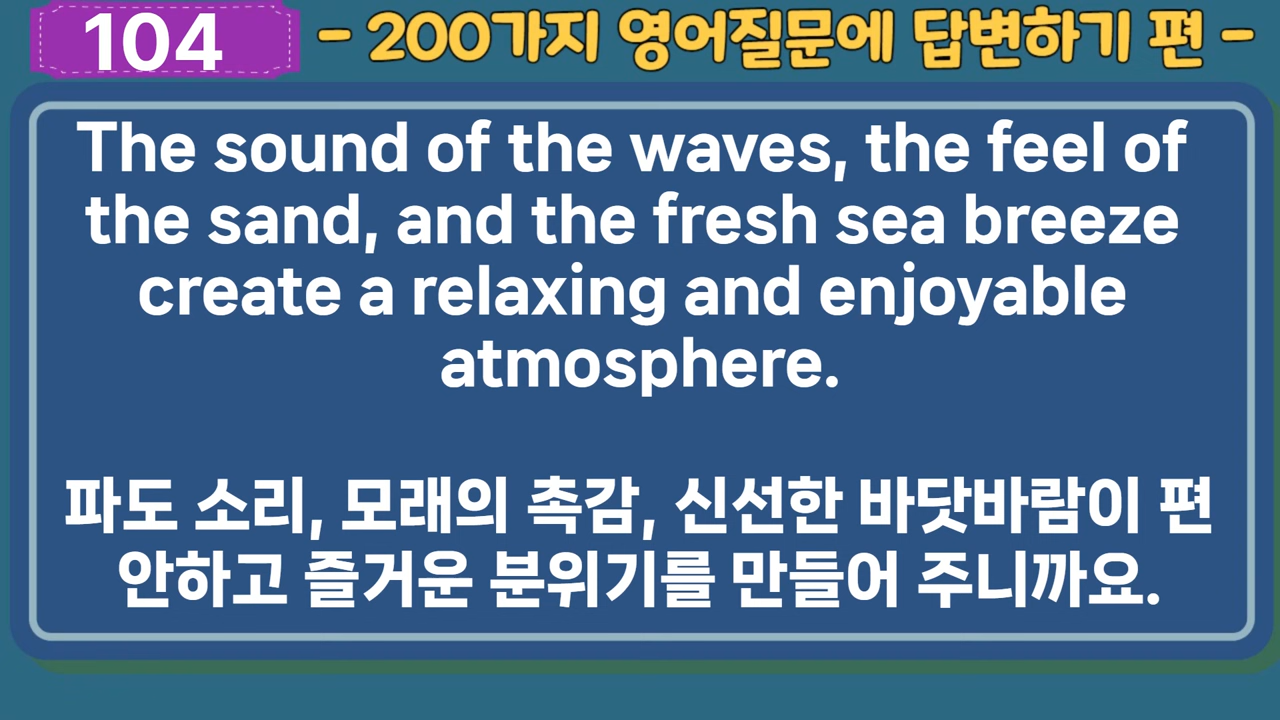 104
- 200가지 영어질문에 답변하기 편 -
The sound of the waves, the feel of
the sand, and the fresh sea breeze
create a relaxing and enjoyable
atmosphere.
파도 소리, 모래의 촉감, 신선한 바닷바람이 편
안하고 즐거운 분위기를 만들어 주니까요.